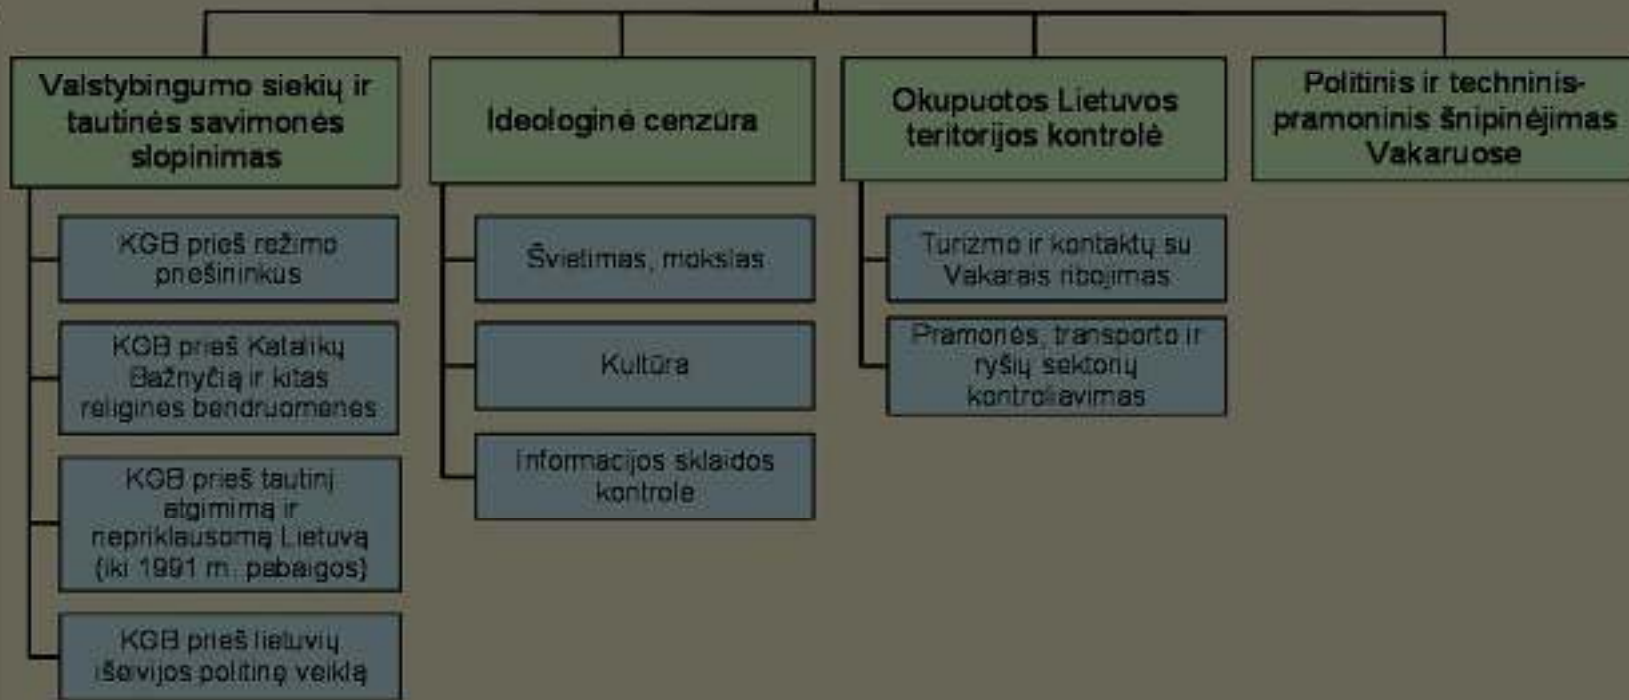 Valstybingumo siekių ir
tautinės savimonės
slopinimas
KGB prieš režimo
priešininkus
KGB prieš Katalikų
Bažnyčią ir kitas
religines bendruomenes
KGB prieš tautinį
atgimimą ir
nepriklausomą Lietuvą
(iki 1991 m. pabaigos)
KGB prieš lietuvių
išeivijos politinę veiklą
Ideologinė cenzūra
Švietimas, mokslas
Kultūra
Informacijos sklaidos
kontrolė
Okupuotos Lietuvos
teritorijos kontrolė
Turizmo ir kontaktų su
Vakarais ribojimas
Pramonės, transporto ir
ryšių sektorių
kontroliavimas
Politinis ir techninis-
pramoninis šnipinėjimas
Vakaruose